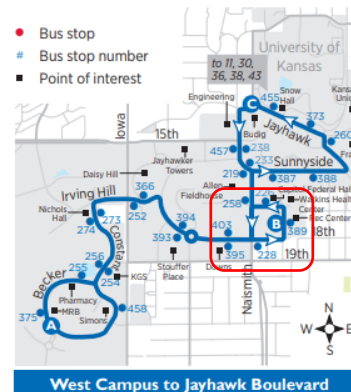 Bus stop
# Bus stop number
Point of interest
University of
Kansas
to 11, 30,
36, 38, 43
Engineering
455
Snow
Hall
C
373
Jayhawk
Budig
260
Iowa
15th
Jayhawker
Towers
457
238
233
Sunnyside
Daisy Hill
219
387
388
366
Irving Hill
Allen
Fieldhouse
258
Capitol Federal Hall
Watkins Health
Center
Rec Center
Nichols
Hall
273
252
274
394
403
B
389
18th
Constant
393
19th
256
255
254
Stouffer
Place
Downs
395
228
Becker
KGS
Pharmacy
MRB
Simons
375
A
458
Naismith
N
W
E
S
West Campus to Jayhawk Boulevard